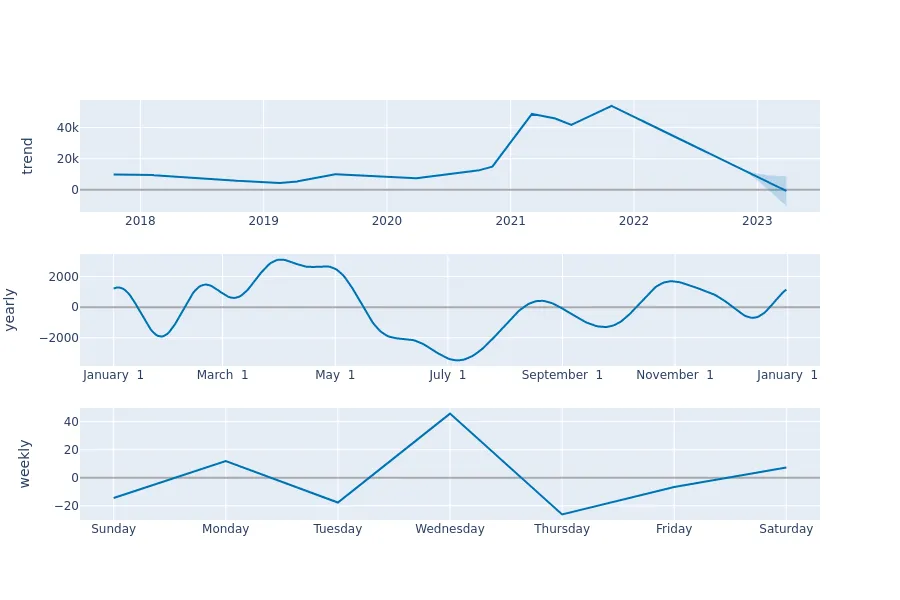 trend
40k
20k
0
2018 2019 2020 2021 2022 2023
yearly
2000
0
−2000
January 1 March 1 May 1 July 1 September 1 November 1 January 1
weekly
40
20
0
−20
Sunday Monday Tuesday Wednesday Thursday Friday Saturday